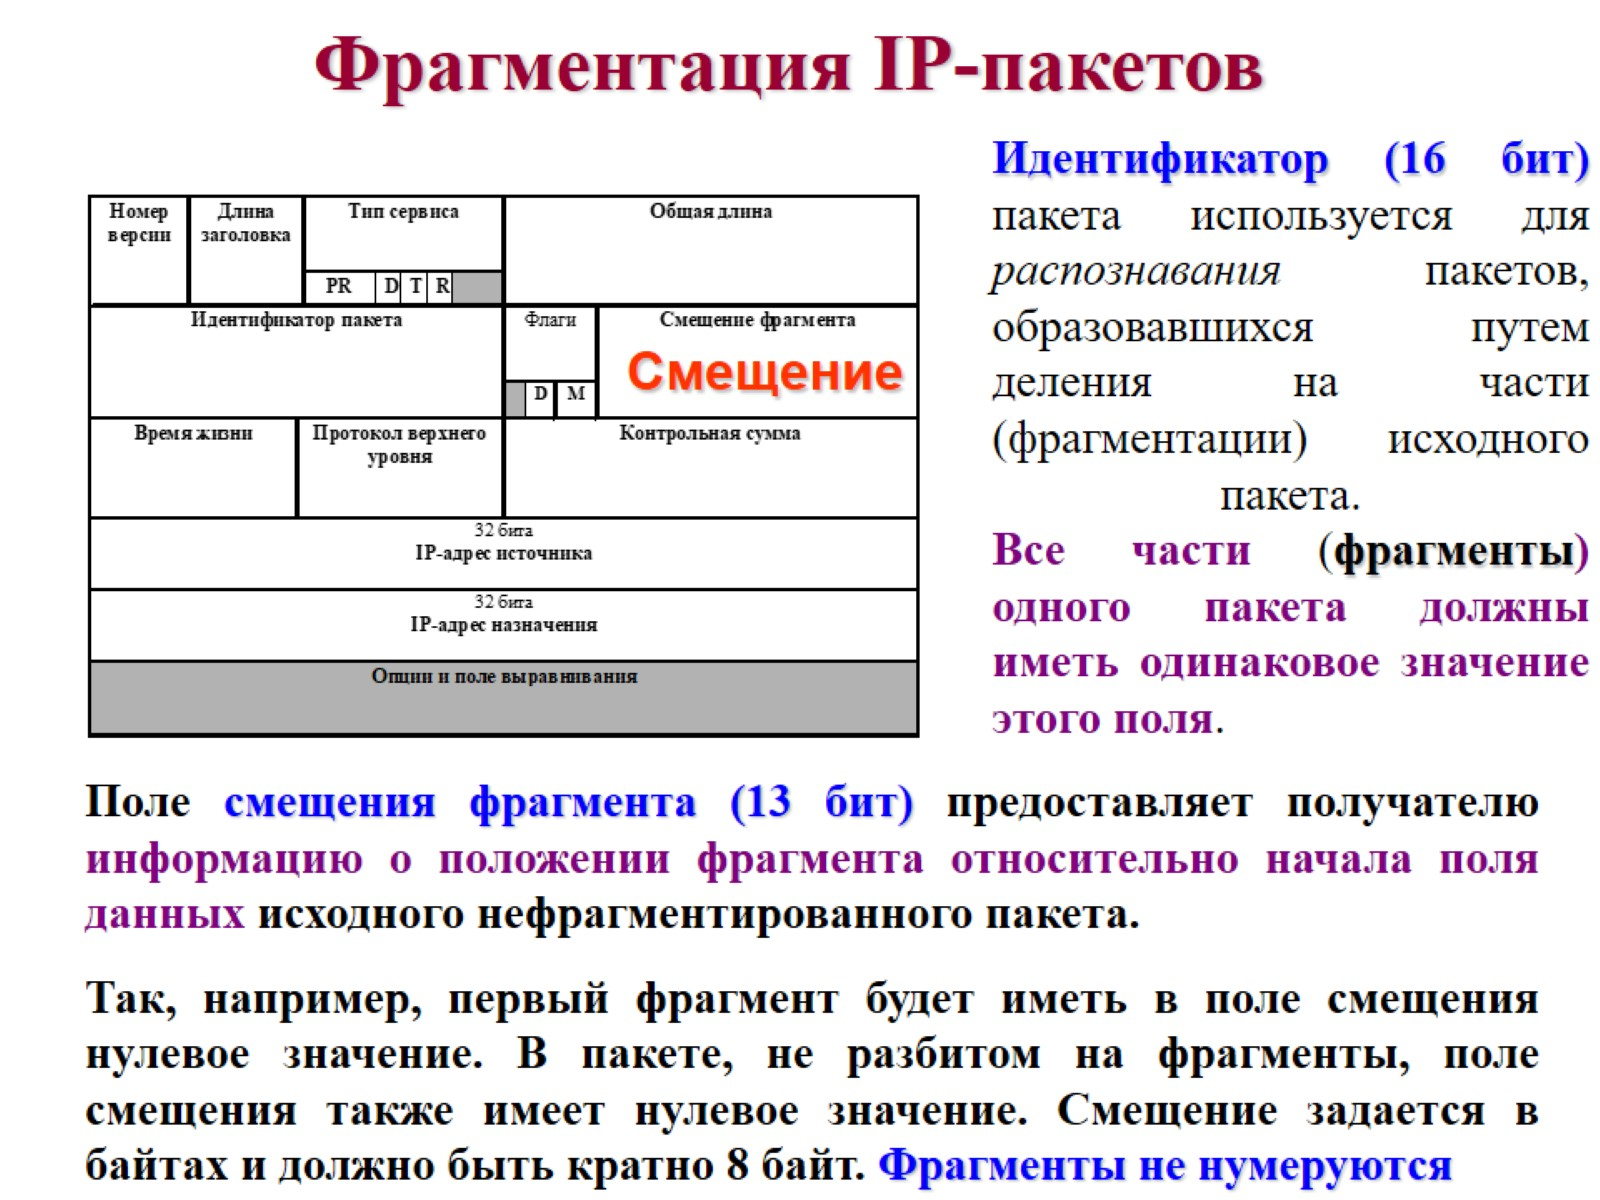 Фрагментация IP-пакетов
Номер версии
Длина заголовка
Тип сервиса
Общая длина
PR D T R
Идентификатор пакета
Флаги
Смещение фрагмента
Смещение
D M
Время жизни
Протокол верхнего уровня
Контрольная сумма
32 бита
IP-адрес источника
32 бита
IP-адрес назначения
Опции и поле выравнивания
Идентификатор (16 бит)
пакета используется для
распознавания пакетов,
образовавшихся путем
деления на части
(фрагментации) исходного
пакета.
Все части (фрагменты)
одного пакета должны
иметь одинаковое значение
этого поля.
Поле смещения фрагмента (13 бит) предоставляет получателю
информацию о положении фрагмента относительно начала поля
данных исходного нефрагментированного пакета.
Так, например, первый фрагмент будет иметь в поле смещения
нулевое значение. В пакете, не разбитом на фрагменты, поле
смещения также имеет нулевое значение. Смещение задается в
байтах и должно быть кратно 8 байт. Фрагменты не нумеруются